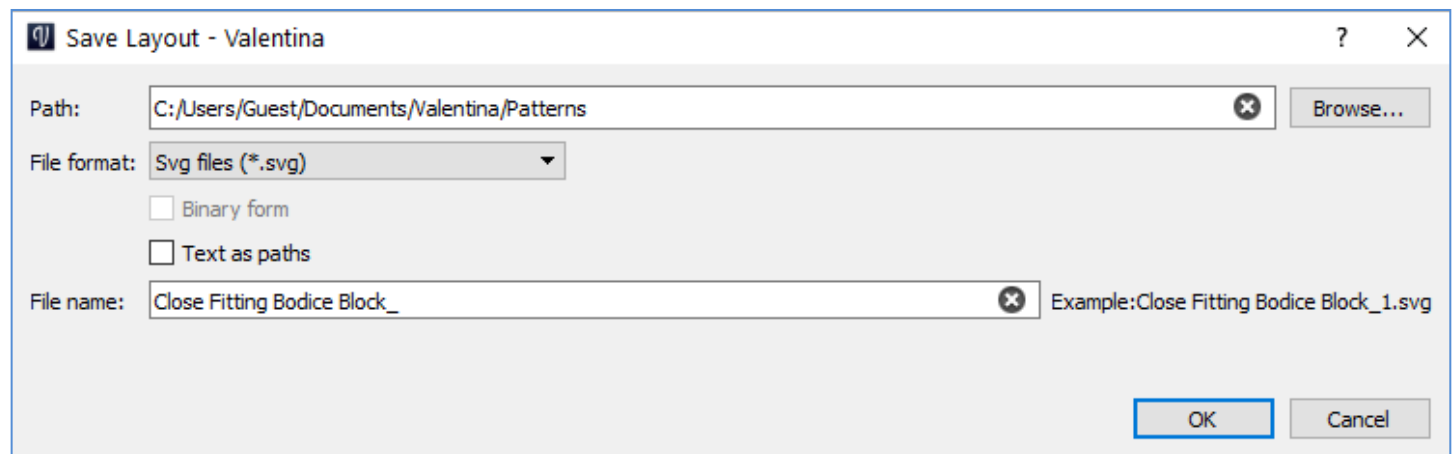 Save Layout - Valentina
?
Path: C:/Users/Guest/Documents/Valentina/Patterns Browse...
File format: Svg files (*.svg)
Binary form
Text as paths
File name: Close Fitting Bodice Block_ Example:Close Fitting Bodice Block_1.svg
OK Cancel